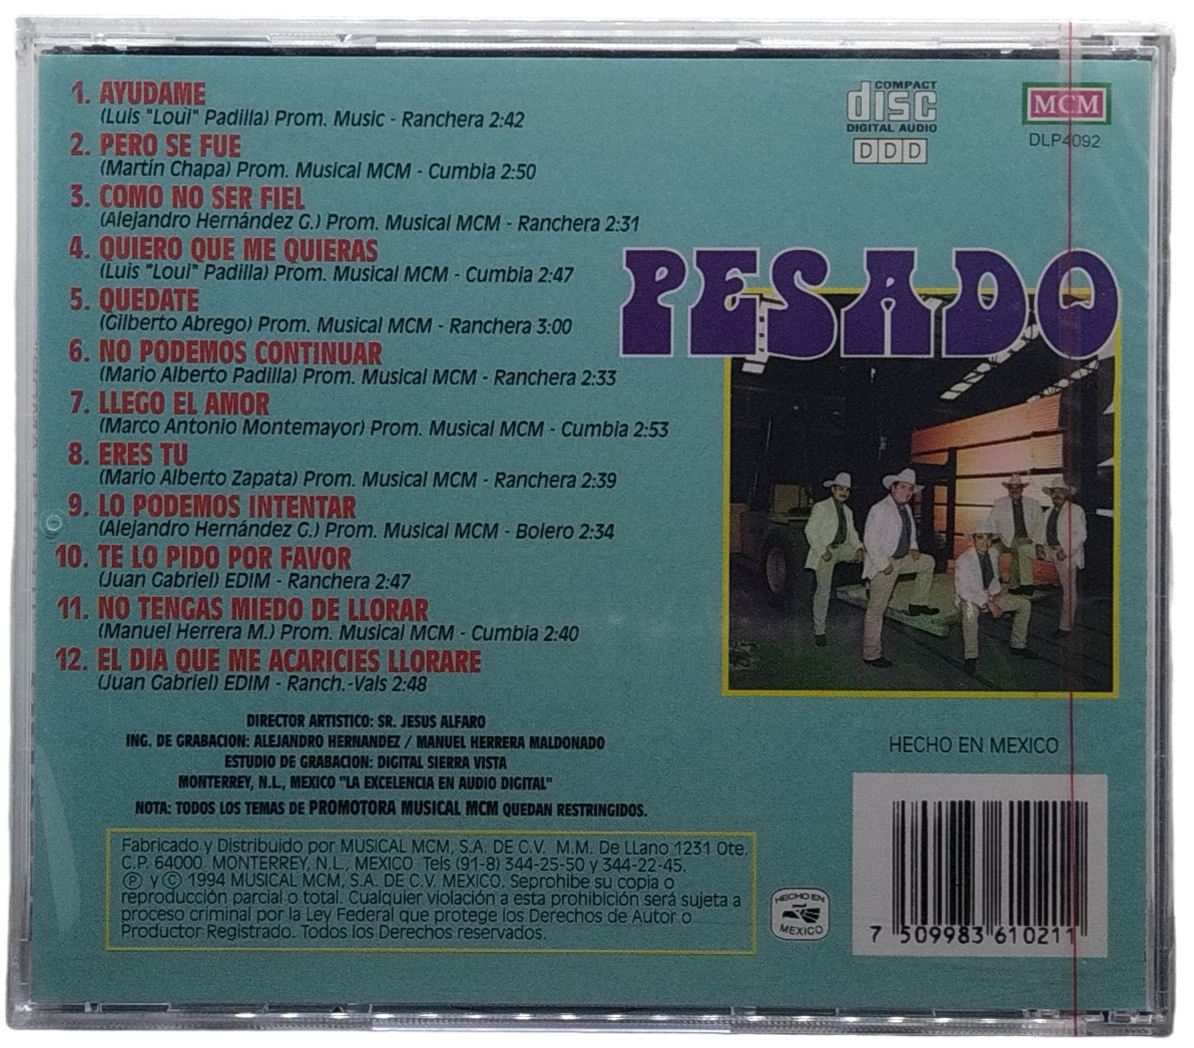 1. AYUDAME
(Luis "Loui" Padilla) Prom. Music - Ranchera 2:42
2. PERO SE FUE
(Martín Chapa) Prom. Musical MCM - Cumbia 2:50
3. COMO NO SER FIEL
(Alejandro Hernández G.) Prom. Musical MCM - Ranchera 2:31
4. QUIERO QUE ME QUIERAS
(Luis "Loui" Padilla) Prom. Musical MCM - Cumbia 2:47
5. QUEDATE
(Gilberto Abrego) Prom. Musical MCM - Ranchera 3:00
6. NO PODEMOS CONTINUAR
(Mario Alberto Padilla) Prom. Musical MCM - Ranchera 2:33
7. LLEGO EL AMOR
(Marco Antonio Montemayor) Prom. Musical MCM - Cumbia 2:53
8. ERES TU
(Mario Alberto Zapata) Prom. Musical MCM - Ranchera 2:39
9. LO PODEMOS INTENTAR
(Alejandro Hernández G.) Prom. Musical MCM - Bolero 2:34
10. TE LO PIDO POR FAVOR
(Juan Gabriel) EDIM - Ranchera 2:47
11. NO TENGAS MIEDO DE LLORAR
(Manuel Herrera M.) Prom. Musical MCM - Cumbia 2:40
12. EL DIA QUE ME ACARICIES LLORARE
(Juan Gabriel) EDIM - Ranch.-Vals 2:48
DIRECTOR ARTISTICO: SR. JESUS ALFARO
ING. DE GRABACION: ALEJANDRO HERNANDEZ / MANUEL HERRERA MALDONADO
ESTUDIO DE GRABACION: DIGITAL SIERRA VISTA
MONTERREY, N.L., MEXICO "LA EXCELENCIA EN AUDIO DIGITAL"
NOTA: TODOS LOS TEMAS DE PROMOTORA MUSICAL MCM QUEDAN RESTRINGIDOS.
Fabricado y Distribuido por MUSICAL MCM, S.A. DE C.V. M.M. De LLano 1231 Ote.
C.P. 64000. MONTERREY, N.L., MEXICO Tels (91-8) 344-25-50 y 344-22-45.
Ⓟ y Ⓒ 1994 MUSICAL MCM, S.A. DE C.V. MEXICO. Seprohibe su copia o
reproducción parcial o total. Cualquier violación a esta prohibición será sujeta a
proceso criminal por la Ley Federal que protege los Derechos de Autor o
Productor Registrado. Todos los Derechos reservados.
COMPACT
disc
DIGITAL AUDIO
DDD
MCM
DLP4092
PESADO
HECHO EN MEXICO
HECHO EN
MEXICO
7 509983 610211